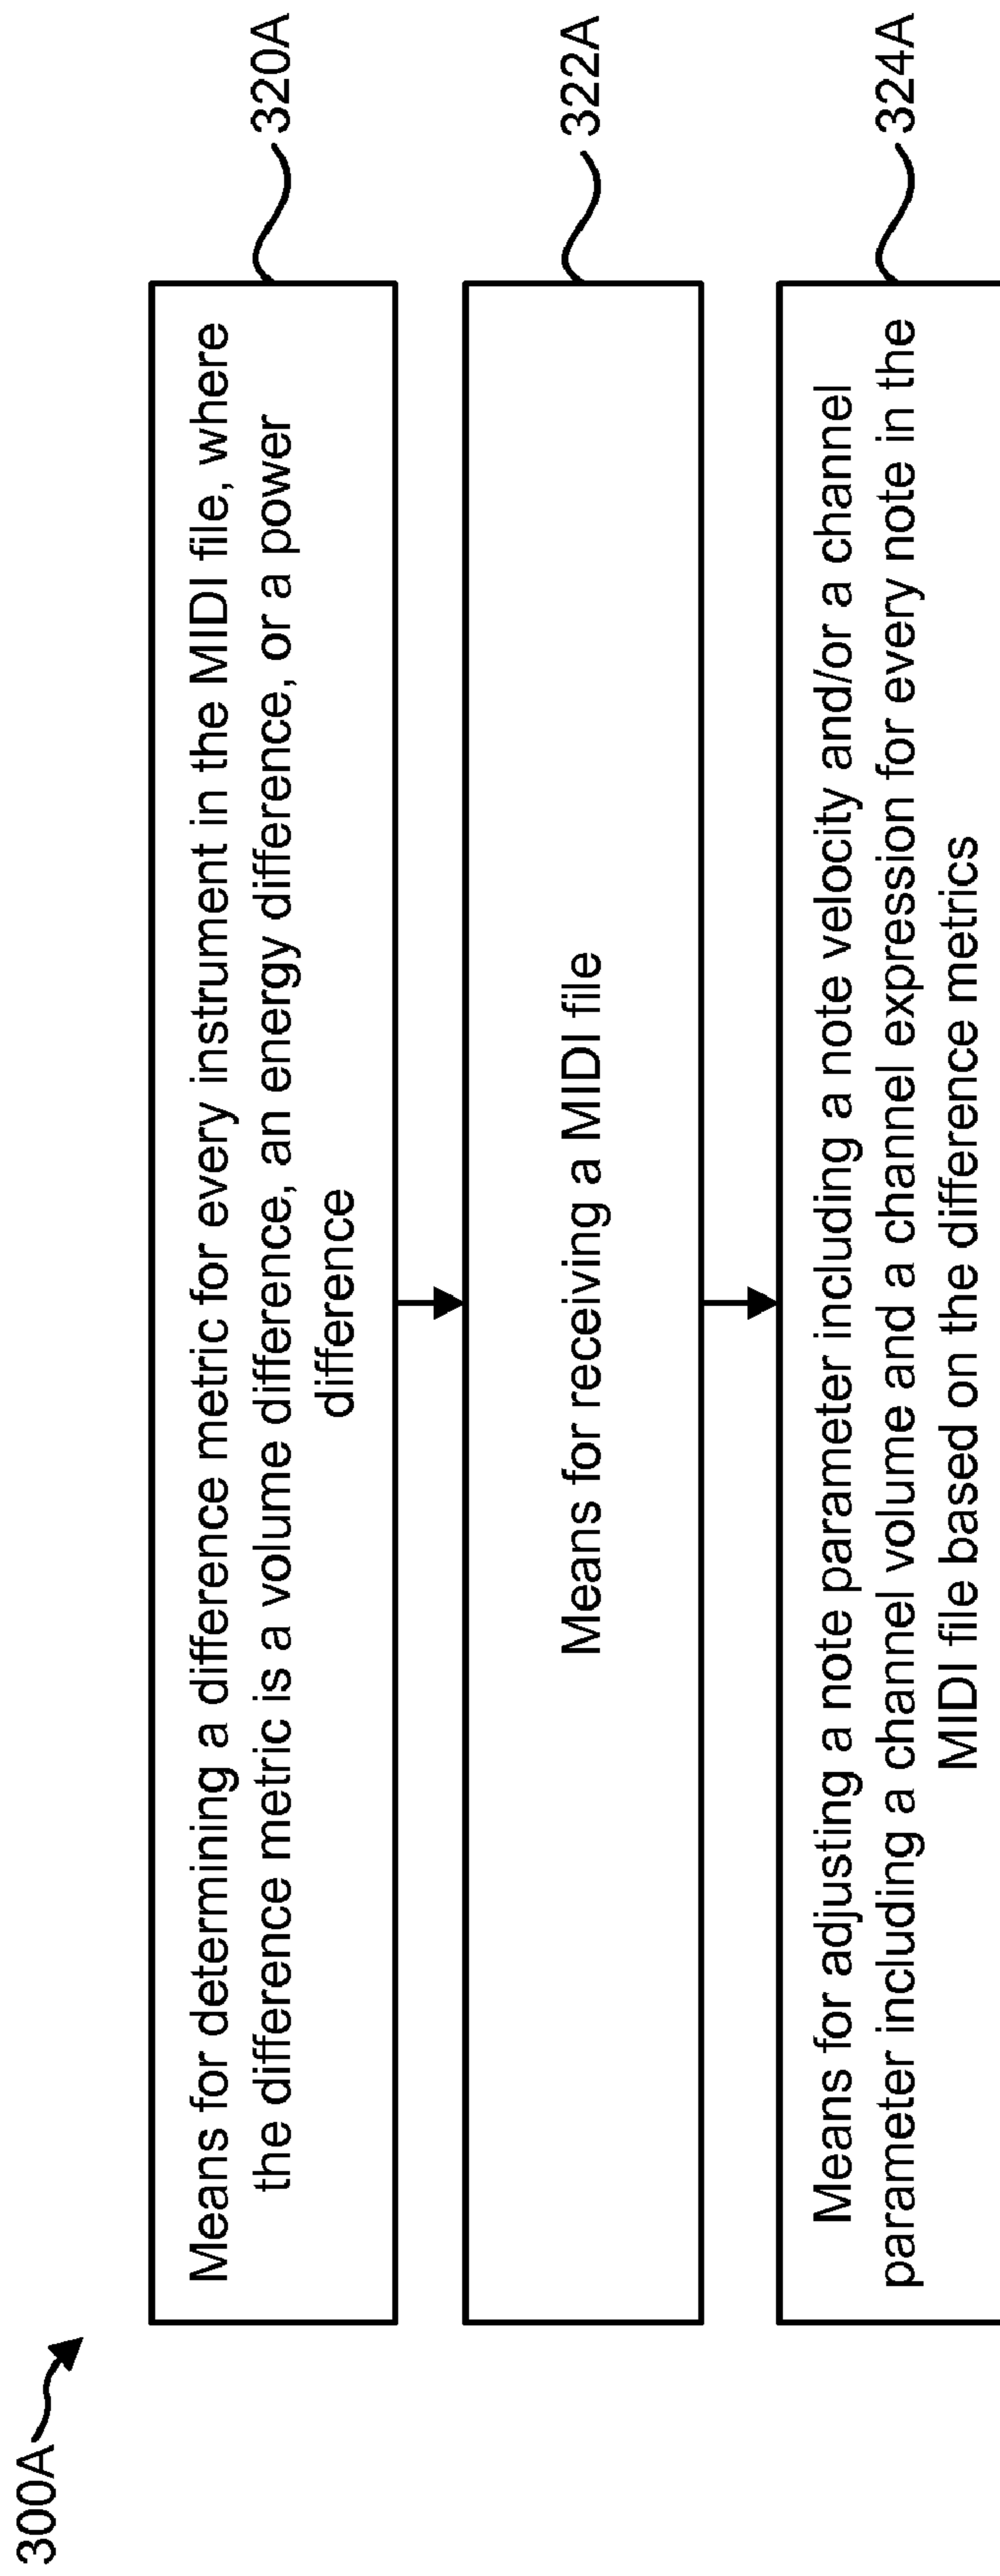 300A
Means for determining a difference metric for every instrument in the MIDI file, where
the difference metric is a volume difference, an energy difference, or a power
difference
320A
Means for receiving a MIDI file
322A
Means for adjusting a note parameter including a note velocity and/or a channel
parameter including a channel volume and a channel expression for every note in the
MIDI file based on the difference metrics
324A